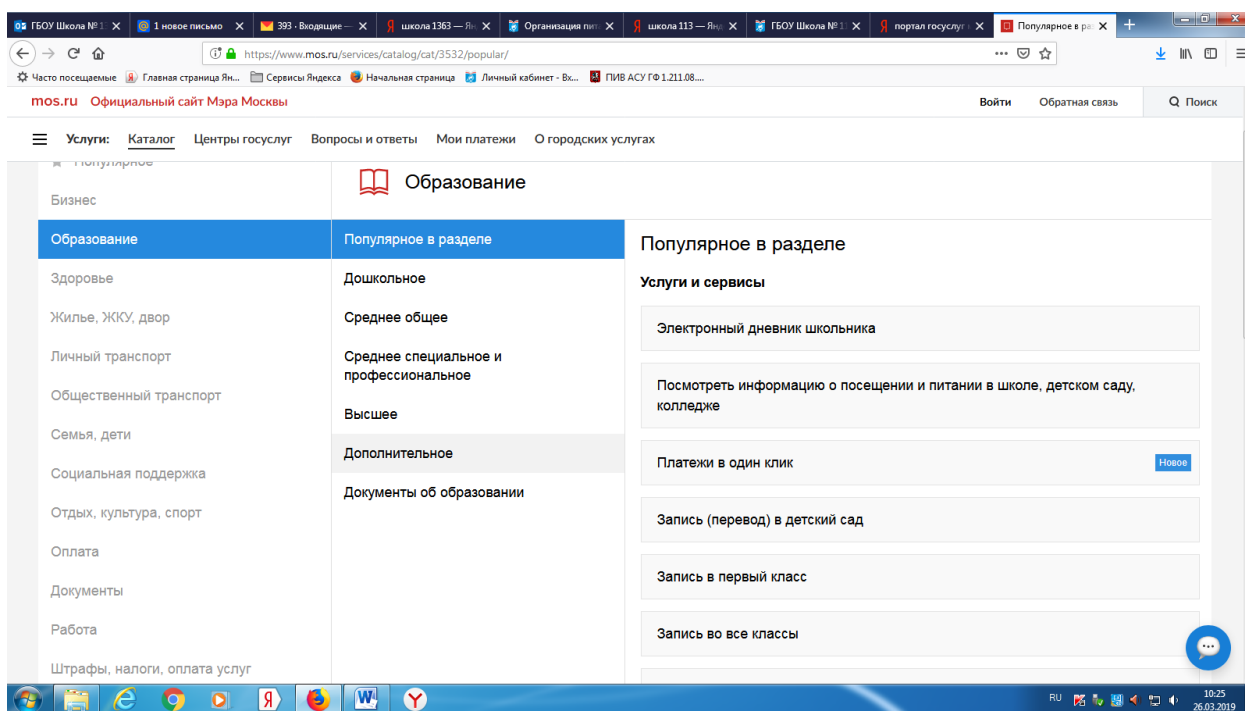 ГБОУ Школа № 1
1 новое письмо
393 · Входящие —
школа 1363 — Ян
Организация пит
школа 113 — Янд
ГБОУ Школа № 1
портал госуслуг
Популярное в ра
https://www.mos.ru/services/catalog/cat/3532/popular/
Часто посещаемые
Главная страница Ян...
Сервисы Яндекса
Начальная страница
Личный кабинет - Вх...
ПИВ АСУ ГФ 1.211.08....
mos.ru Официальный сайт Мэра Москвы
Войти
Обратная связь
Поиск
Услуги: Каталог Центры госуслуг Вопросы и ответы Мои платежи О городских услугах
Популярное
Бизнес
Образование
Здоровье
Жилье, ЖКУ, двор
Личный транспорт
Общественный транспорт
Семья, дети
Социальная поддержка
Отдых, культура, спорт
Оплата
Документы
Работа
Штрафы, налоги, оплата услуг
Образование
Популярное в разделе
Дошкольное
Среднее общее
Среднее специальное и
профессиональное
Высшее
Дополнительное
Документы об образовании
Популярное в разделе
Услуги и сервисы
Электронный дневник школьника
Посмотреть информацию о посещении и питании в школе, детском саду,
колледже
Платежи в один клик
Новое
Запись (перевод) в детский сад
Запись в первый класс
Запись во все классы
RU
10:25
26.03.2019